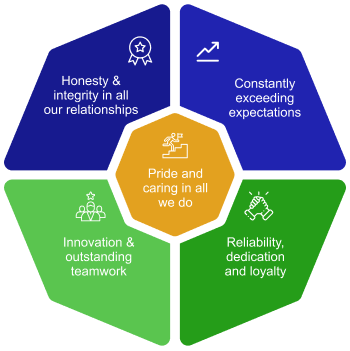 Honesty &
integrity in all
our relationships
Constantly
exceeding
expectations
Pride and
caring in all
we do
Innovation &
outstanding
teamwork
Reliability,
dedication
and loyalty